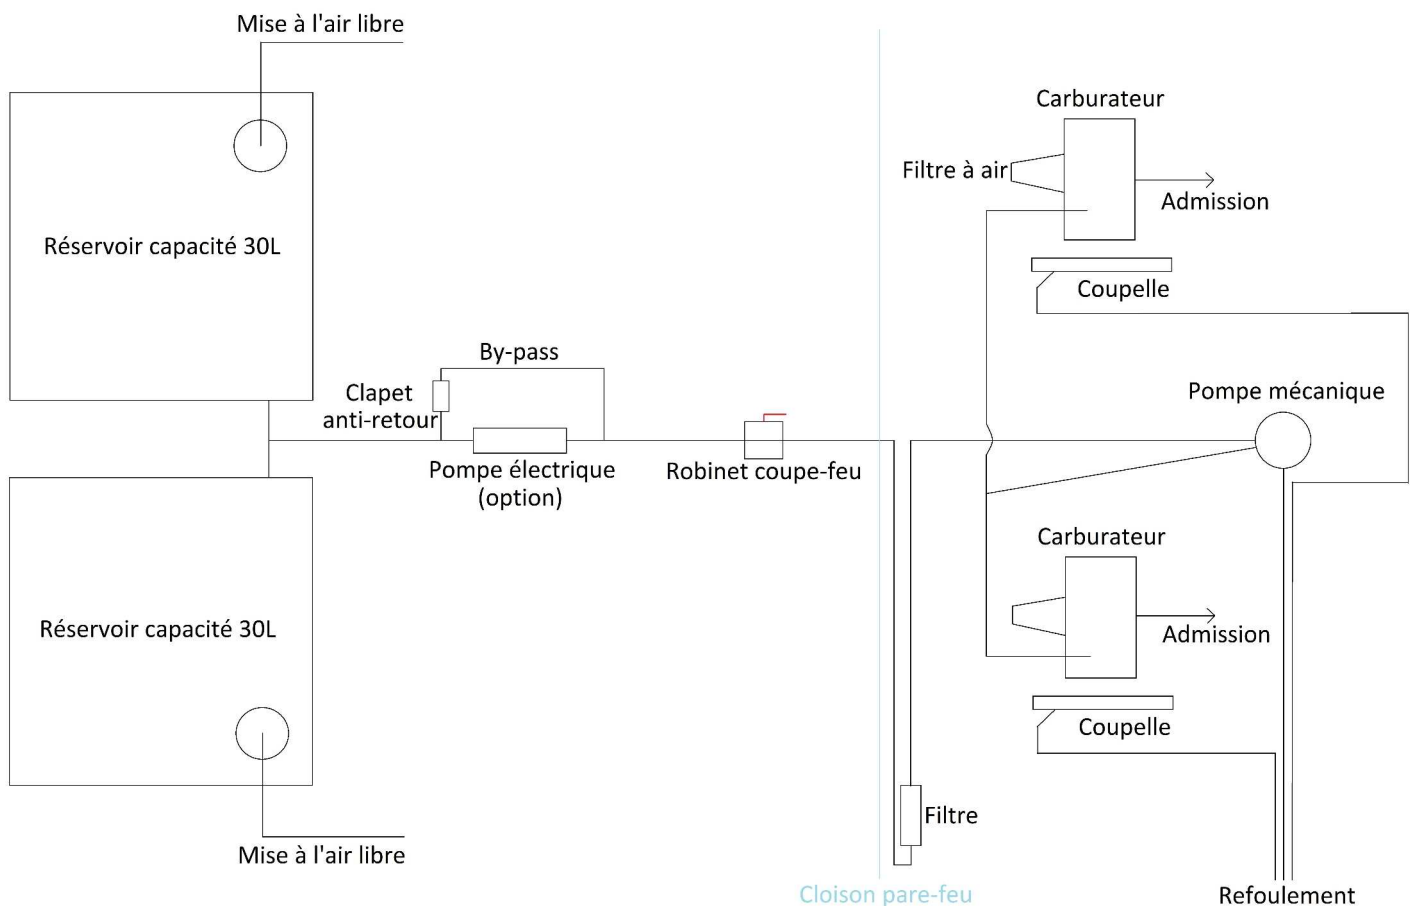 Mise à l'air libre
Carburateur
Filtre à air
Admission
Réservoir capacité 30L
Coupelle
By-pass
Clapet
anti-retour
Pompe mécanique
Pompe électrique
(option)
Robinet coupe-feu
Carburateur
Réservoir capacité 30L
Admission
Coupelle
Filtre
Mise à l'air libre
Cloison pare-feu
Refoulement